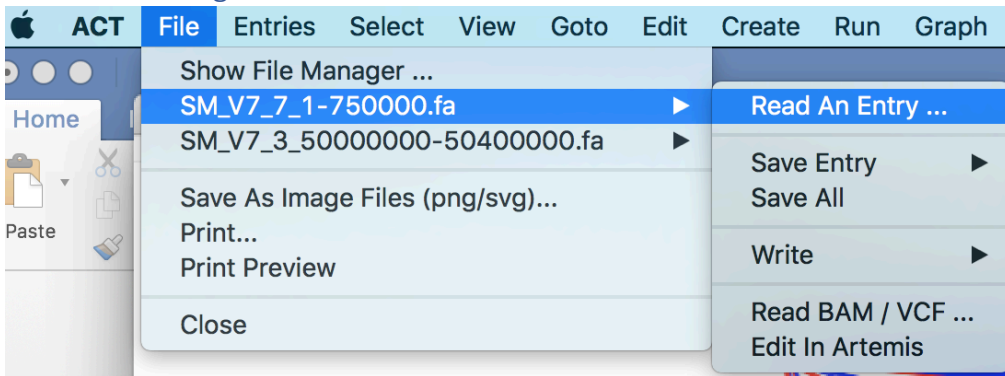 ACT File Entries Select View Goto Edit Create Run Graph
Show File Manager ...
SM_V7_7_1-750000.fa
SM_V7_3_50000000-50400000.fa
Save As Image Files (png/svg)...
Print...
Print Preview
Close
Read An Entry ...
Save Entry
Save All
Write
Read BAM / VCF ...
Edit In Artemis
Home
Paste